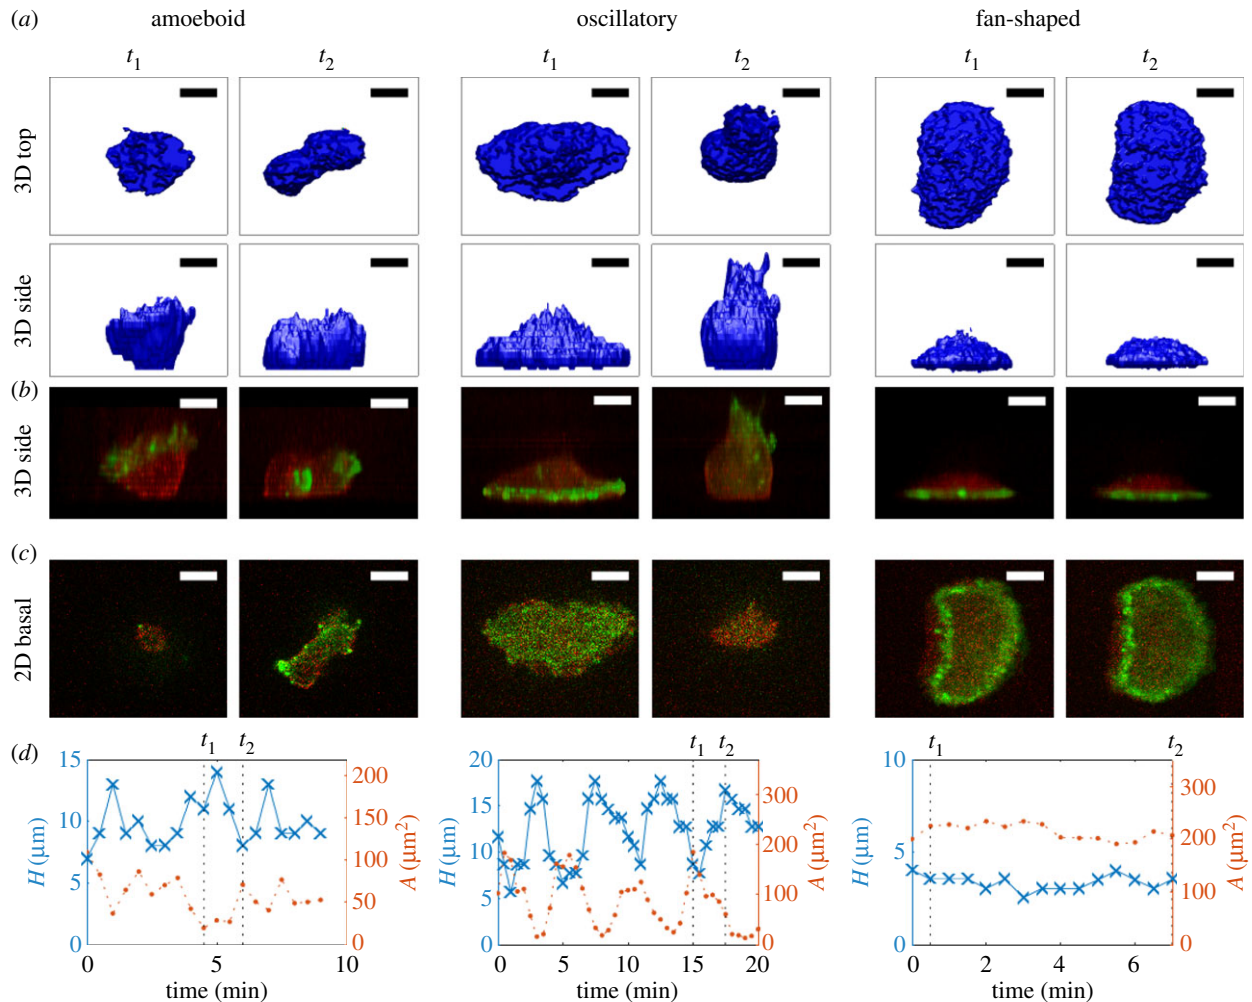 (a) amoeboid oscillatory fan-shaped
t1 t2 t1 t2 t1 t2
3D top
3D side
(b)
3D side
(c)
2D basal
(d) t1 t2 t1 t2 t1 t2
15 10 5 0
H (μm)
200 150 100 50 0
A (μm²)
0 5 10
time (min)
20 15 10 5 0
H (μm)
300 200 100 0
A (μm²)
0 5 10 15 20
time (min)
10 5 0
H (μm)
300 200 100 0
A (μm²)
0 2 4 6
time (min)